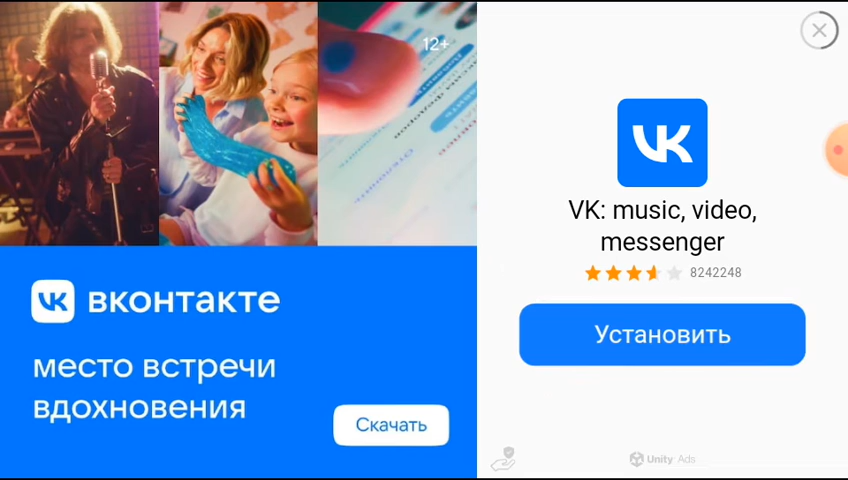 12+
вконтакте
место встречи
вдохновения
Скачать
VK: music, video,
messenger
8242248
Установить
Unity Ads